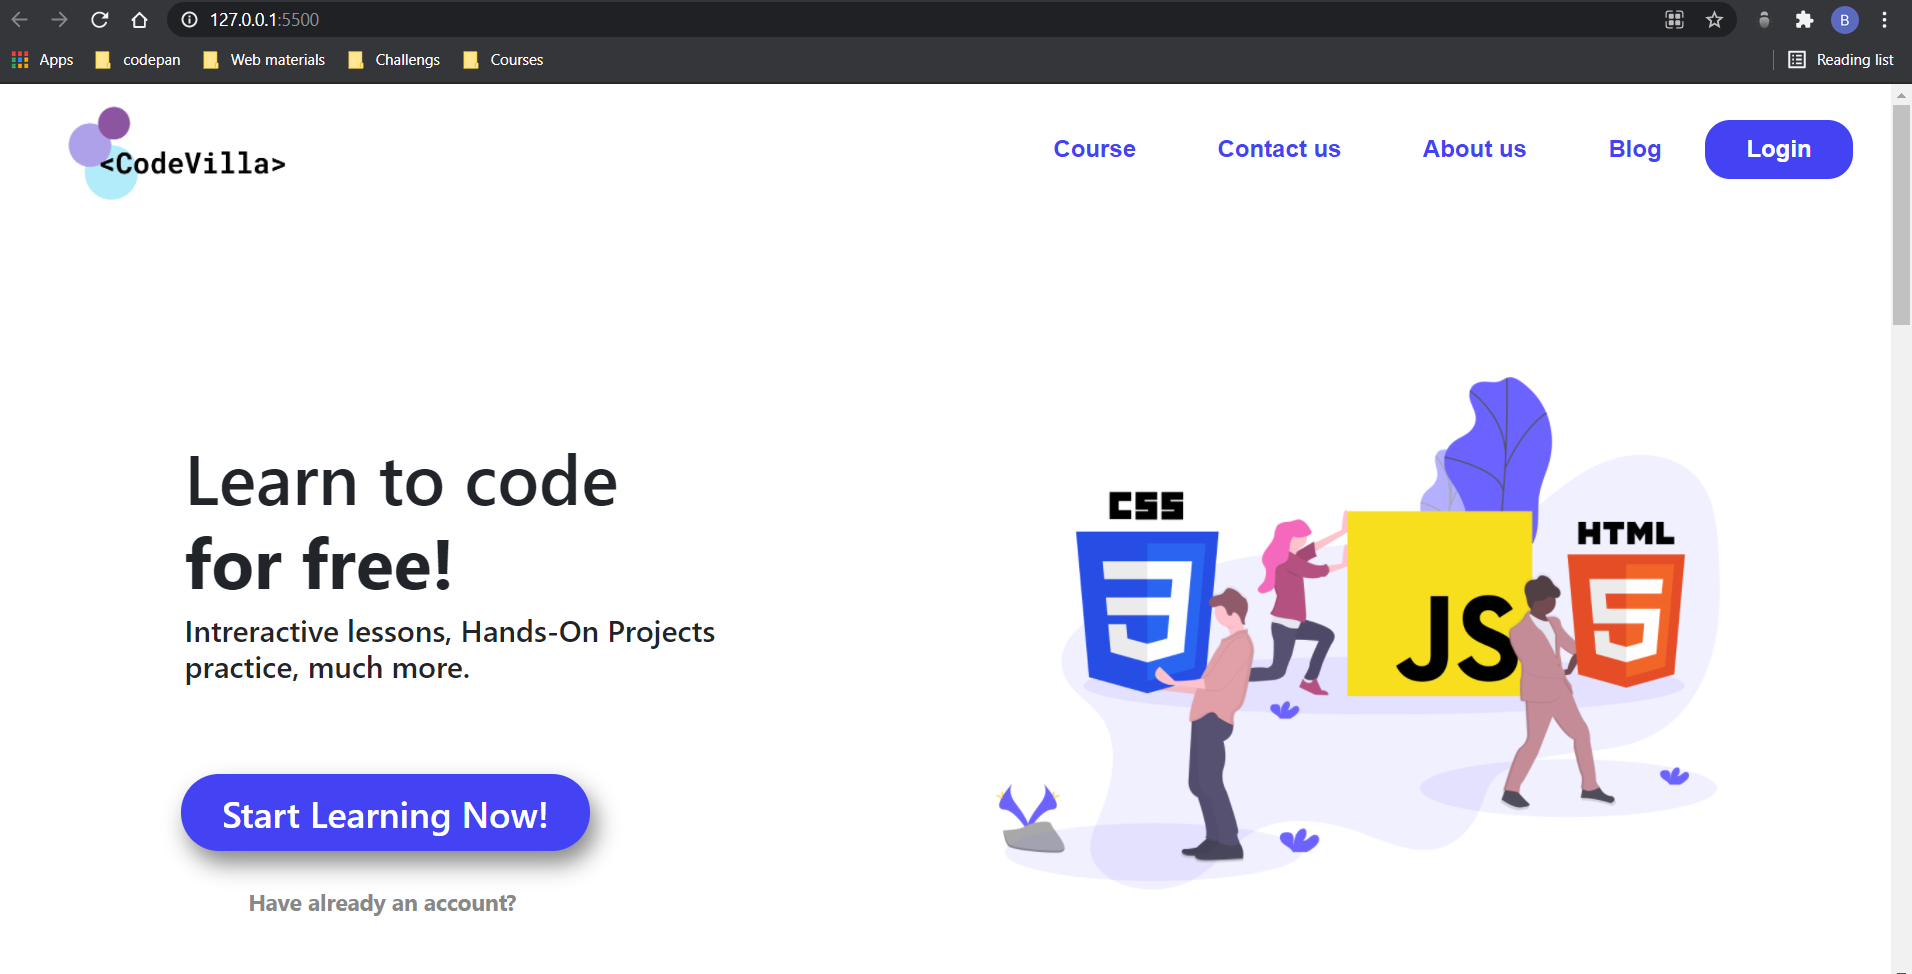 127.0.0.1:5500
B
Apps codepan Web materials Challengs Courses Reading list
<CodeVilla>
Course Contact us About us Blog Login
Learn to code
for free!
Intreractive lessons, Hands-On Projects
practice, much more.
Start Learning Now!
Have already an account?
CSS
3
JS
HTML
5